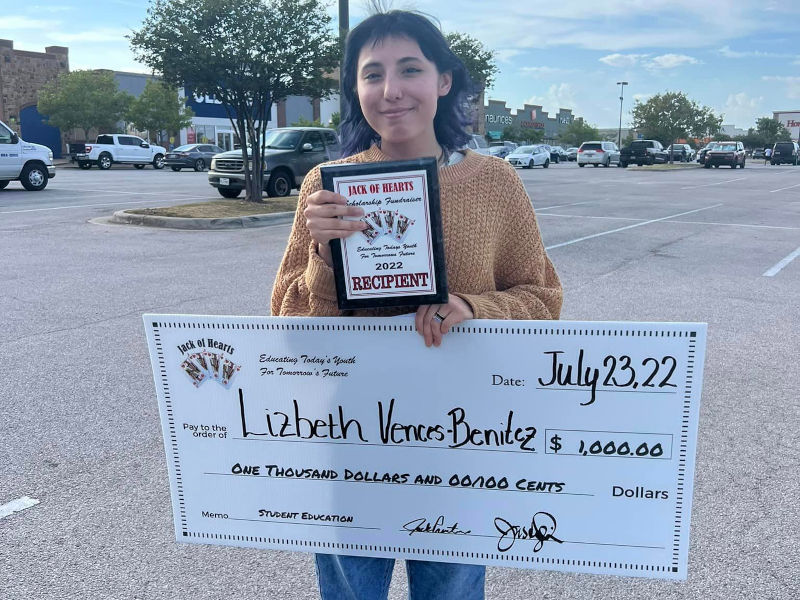 maurices
JACK OF HEARTS
Scholarship Fundraiser
Educating Todays Youth
For Tomorrows Future
2022
RECIPIENT
Jack of Hearts
Educating Today's Youth
For Tomorrow's Future
Date: July 23, 22
Pay to the
order of Lizbeth Vences-Benitez $ 1,000.00
One Thousand Dollars and 00/100 Cents Dollars
Memo Student Education